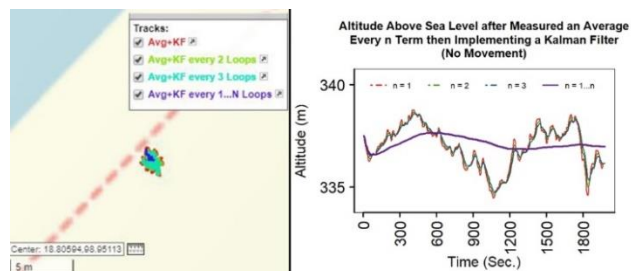 Tracks:
Avg+KF
Avg+KF every 2 Loops
Avg+KF every 3 Loops
Avg+KF every 1...N Loops
Center: 18.80594,98.95113
5 m
Altitude Above Sea Level after Measured an Average
Every n Term then Implementing a Kalman Filter
(No Movement)
Altitude (m)
340
335
n = 1
n = 2
n = 3
n = 1...n
0
300
600
900
1200
1500
1800
Time (Sec.)